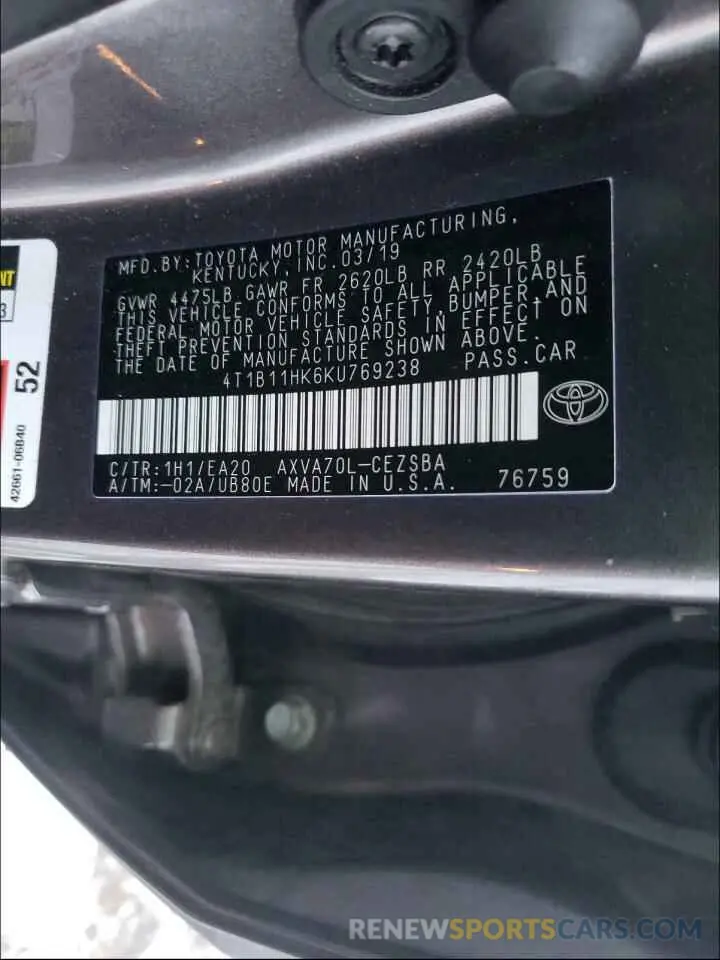 MFD. BY: TOYOTA MOTOR MANUFACTURING,
KENTUCKY, INC. 03/19
GVWR 4475LB GAWR FR 2620LB RR 2420LB
THIS VEHICLE CONFORMS TO ALL APPLICABLE
FEDERAL MOTOR VEHICLE SAFETY, BUMPER, AND
THEFT PREVENTION STANDARDS IN EFFECT ON
THE DATE OF MANUFACTURE SHOWN ABOVE.
4T1B11HK6KU769238 PASS. CAR
C/TR: 1H1/EA20 AXVA70L-CEZSBA
A/TM: -02A/UB80E MADE IN U.S.A. 76759
52
42661-06B40
RENEWSPORTSCARS.COM